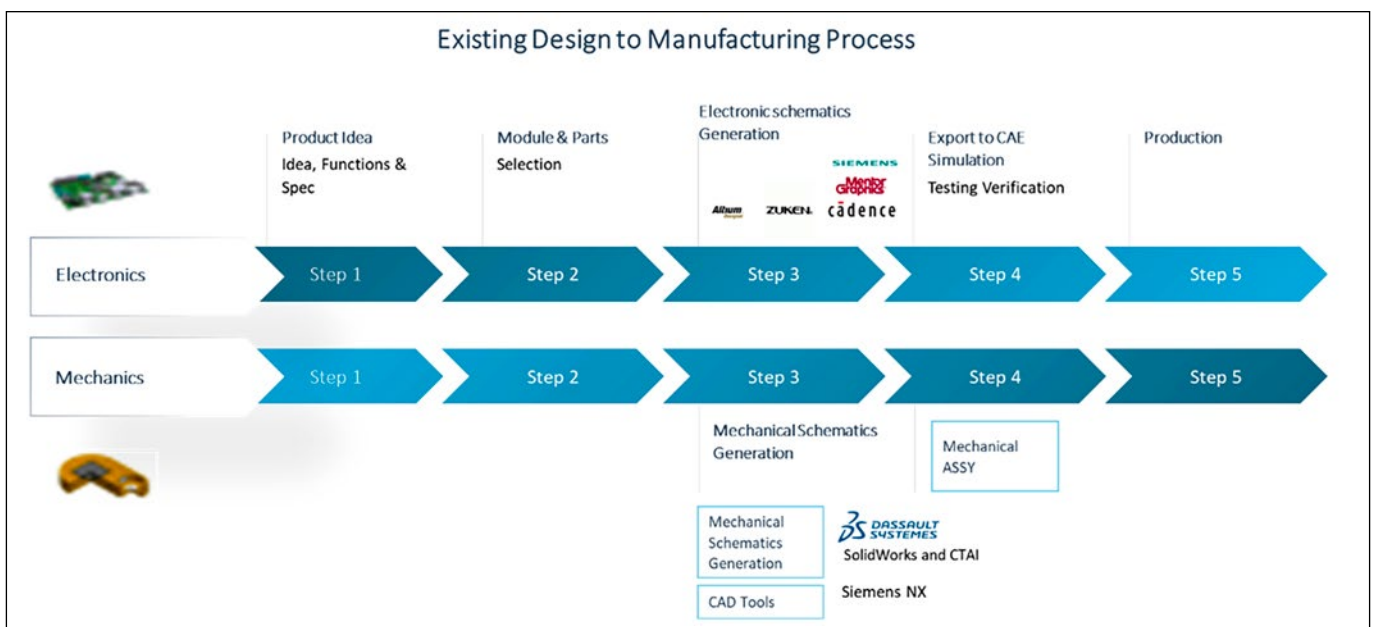 Existing Design to Manufacturing Process
Product Idea
Idea, Functions &
Spec
Module & Parts
Selection
Electronic schematics
Generation
SIEMENS
Mentor
Graphics
Altium
ZUKEN.
cādence
Export to CAE
Simulation
Testing Verification
Production
Electronics
Step 1
Step 2
Step 3
Step 4
Step 5
Mechanics
Step 1
Step 2
Step 3
Step 4
Step 5
Mechanical Schematics
Generation
Mechanical
ASSY
Mechanical
Schematics
Generation
DASSAULT
SYSTEMES
SolidWorks and CTAI
CAD Tools
Siemens NX